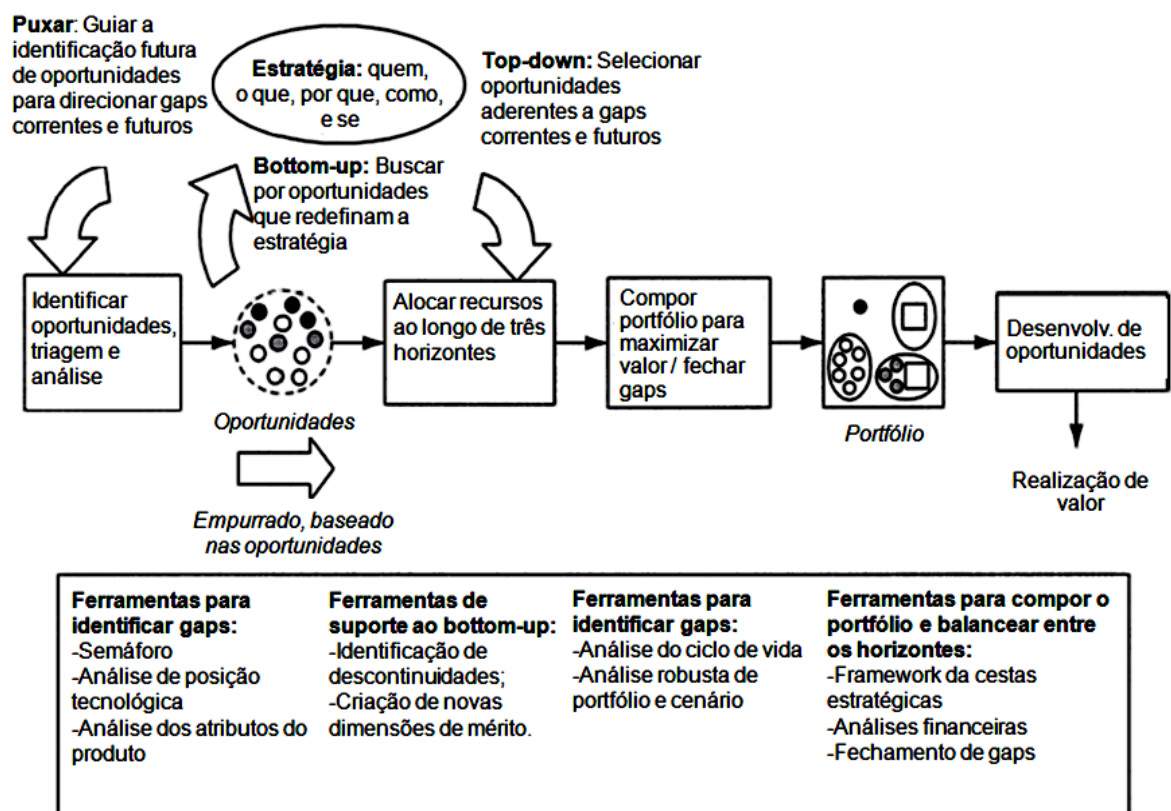 Puxar: Guiar a
identificação futura
de oportunidades
para direcionar gaps
correntes e futuros
Estratégia: quem,
o que, por que, como,
e se
Top-down: Selecionar
oportunidades
aderentes a gaps
correntes e futuros
Bottom-up: Buscar
por oportunidades
que redefinam a
estratégia
Identificar
oportunidades,
triagem e
análise
Oportunidades
Alocar recursos
ao longo de três
horizontes
Compor
portfólio para
maximizar
valor / fechar
gaps
Portfólio
Desenvolv. de
oportunidades
Realização de
valor
Empurrado, baseado
nas oportunidades
Ferramentas para
identificar gaps:
-Semáforo
-Análise de posição
tecnológica
-Análise dos atributos do
produto
Ferramentas de
suporte ao bottom-up:
-Identificação de
descontinuidades;
-Criação de novas
dimensões de mérito.
Ferramentas para
identificar gaps:
-Análise do ciclo de vida
-Análise robusta de
portfólio e cenário
Ferramentas para compor o
portfólio e balancear entre
os horizontes:
-Framework da cestas
estratégicas
-Análises financeiras
-Fechamento de gaps